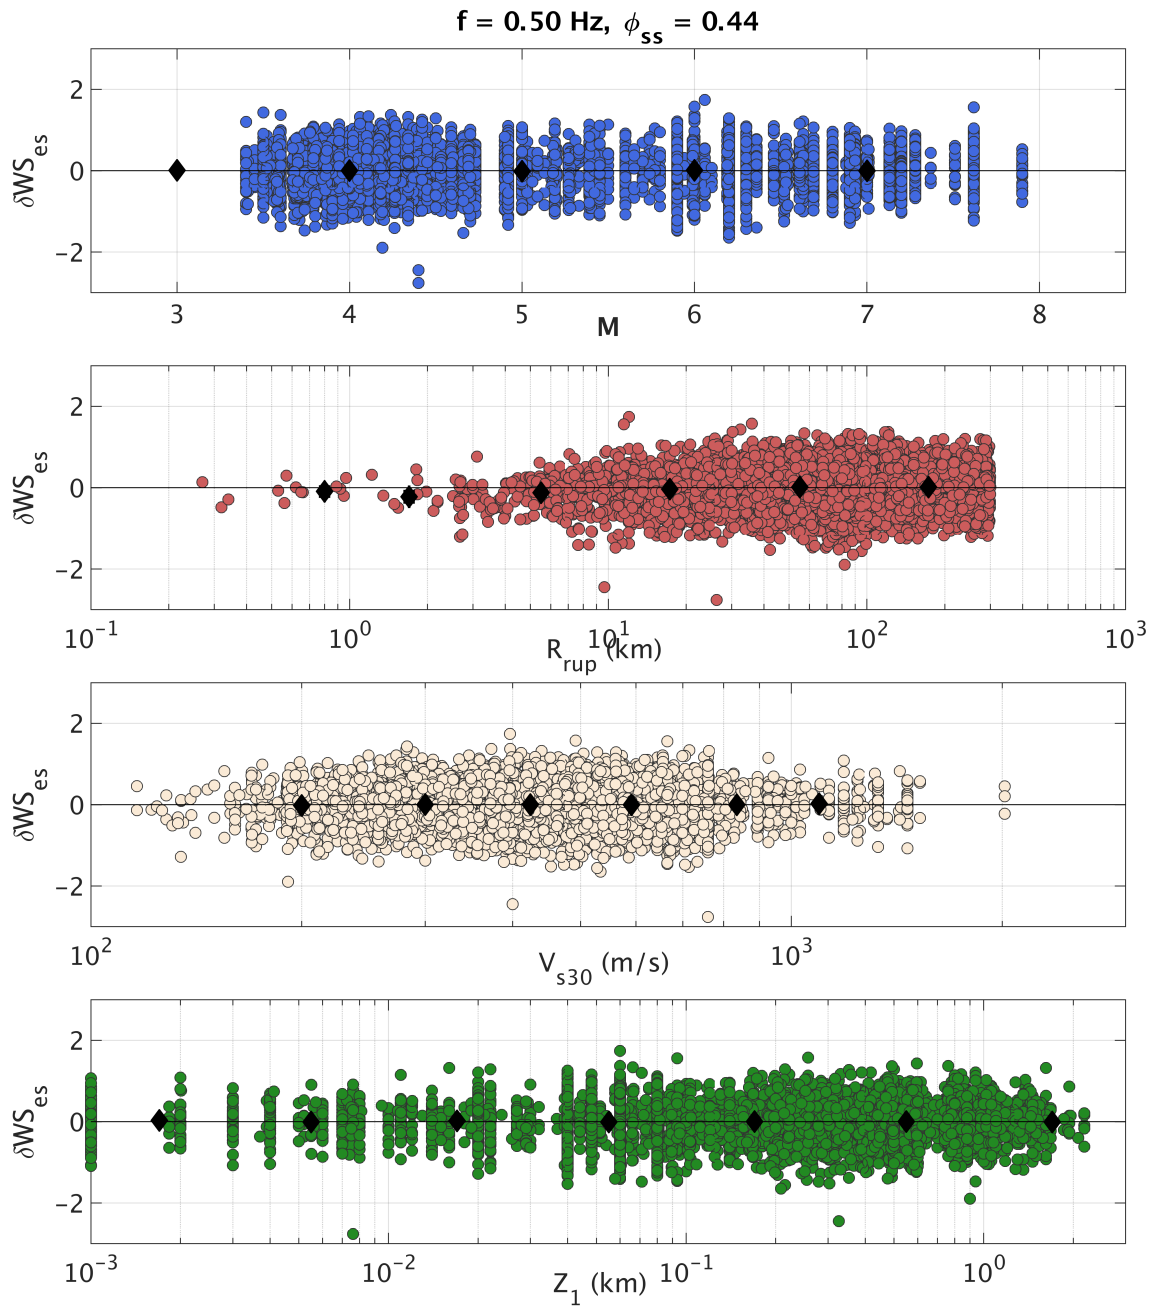 f = 0.50 Hz, ϕss = 0.44
δWSes
2
0
−2
3 4 5 6 7 8
M
δWSes
2
0
−2
10−1 100 101 102 103
Rrup (km)
δWSes
2
0
−2
102 103
Vs30 (m/s)
δWSes
2
0
−2
10−3 10−2 10−1 100
Z1 (km)